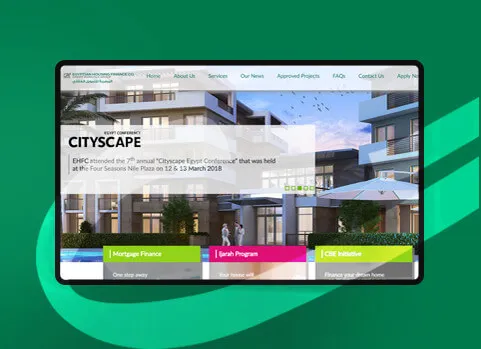 EGYPTIAN HOUSING FINANCE CO.
Home About Us Services Our News Approved Projects FAQs Contact Us Apply No
EGYPT CONFERENCE
CITYSCAPE
EHFC attended the 7th annual "Cityscape Egypt Conference" that was held
at the Four Seasons Nile Plaza on 12 & 13 March 2018
Mortgage Finance Ijarah Program CBE Initiative
One stop away Your house will Finance your dream home